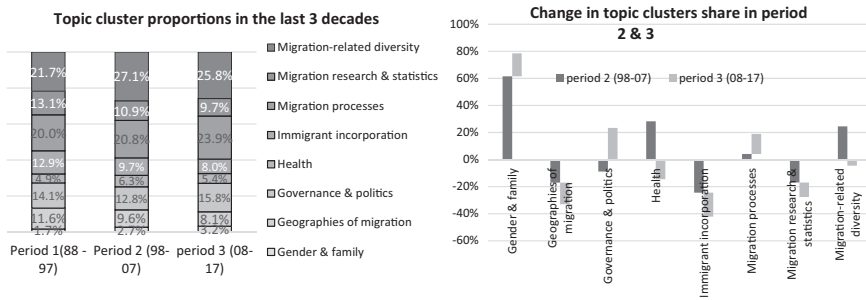 Topic cluster proportions in the last 3 decades
21.7%
13.1%
20.0%
12.9%
4.9%
14.1%
11.6%
1.7%
27.1%
10.9%
20.8%
9.7%
6.3%
12.8%
9.6%
2.7%
25.8%
9.7%
23.9%
8.0%
5.4%
15.8%
8.1%
3.2%
Period 1(88 -
97)
Period 2 (98-
07)
period 3 (08-
17)
Migration-related diversity
Migration research & statistics
Migration processes
Immigrant incorporation
Health
Governance & politics
Geographies of migration
Gender & family
Change in topic clusters share in period
2 & 3
period 2 (98-07)
period 3 (08-17)
100%
80%
60%
40%
20%
0%
-20%
-40%
-60%
Gender & family
Geographies of
migration
Governance & politics
Health
Immigrant incorporation
Migration processes
Migration research &
statistics
Migration-related
diversity